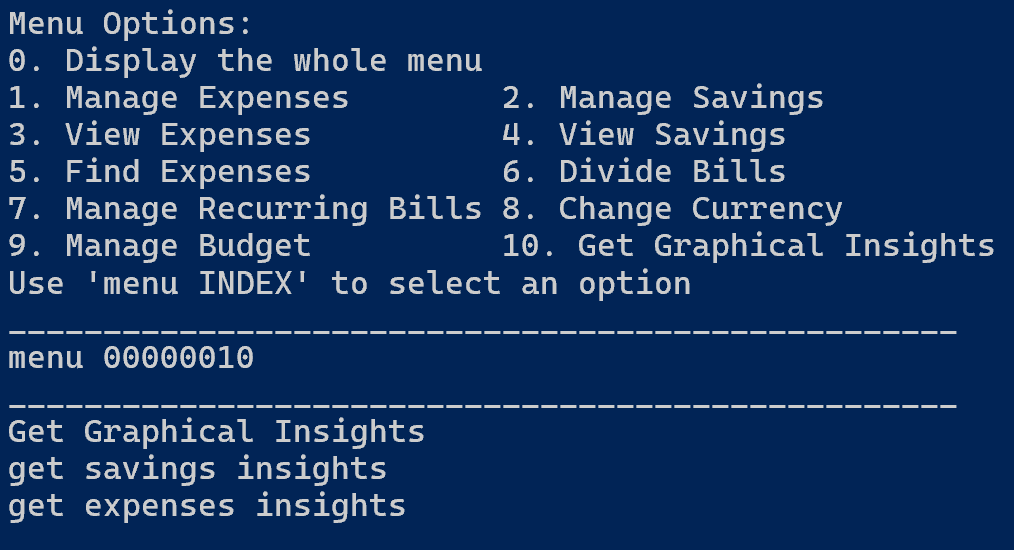 Menu Options:
0. Display the whole menu
1. Manage Expenses        2. Manage Savings
3. View Expenses          4. View Savings
5. Find Expenses          6. Divide Bills
7. Manage Recurring Bills 8. Change Currency
9. Manage Budget          10. Get Graphical Insights
Use 'menu INDEX' to select an option
__________________________________________________
menu 00000010
__________________________________________________
Get Graphical Insights
get savings insights
get expenses insights